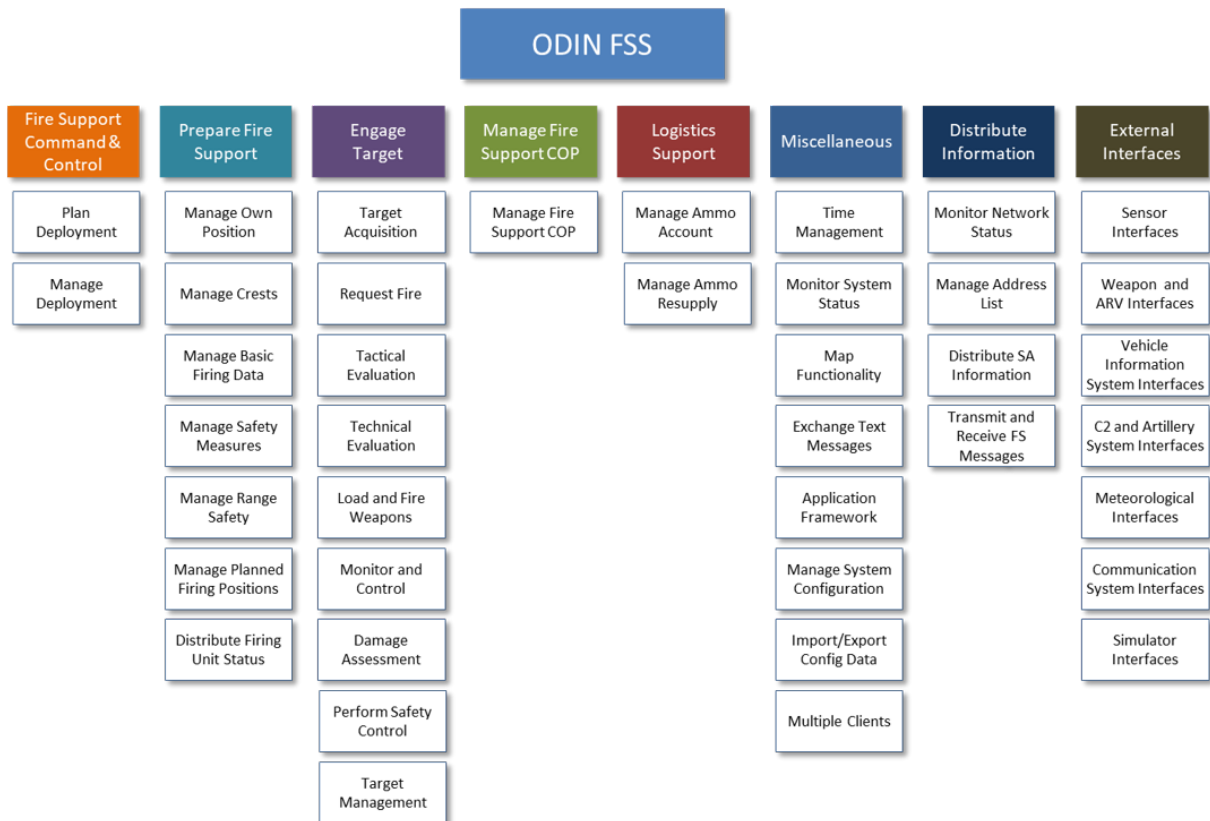 ODIN FSS
Fire Support
Command &
Control
Plan
Deployment
Manage
Deployment
Prepare Fire
Support
Manage Own
Position
Manage Crests
Manage Basic
Firing Data
Manage Safety
Measures
Manage Range
Safety
Manage Planned
Firing Positions
Distribute Firing
Unit Status
Engage
Target
Target
Acquisition
Request Fire
Tactical
Evaluation
Technical
Evaluation
Load and Fire
Weapons
Monitor and
Control
Damage
Assessment
Perform Safety
Control
Target
Management
Manage Fire
Support COP
Manage Fire
Support COP
Logistics
Support
Manage Ammo
Account
Manage Ammo
Resupply
Miscellaneous
Time
Management
Monitor System
Status
Map
Functionality
Exchange Text
Messages
Application
Framework
Manage System
Configuration
Import/Export
Config Data
Multiple Clients
Distribute
Information
Monitor Network
Status
Manage Address
List
Distribute SA
Information
Transmit and
Receive FS
Messages
External
Interfaces
Sensor
Interfaces
Weapon and
ARV Interfaces
Vehicle
Information
System Interfaces
C2 and Artillery
System Interfaces
Meteorological
Interfaces
Communication
System Interfaces
Simulator
Interfaces